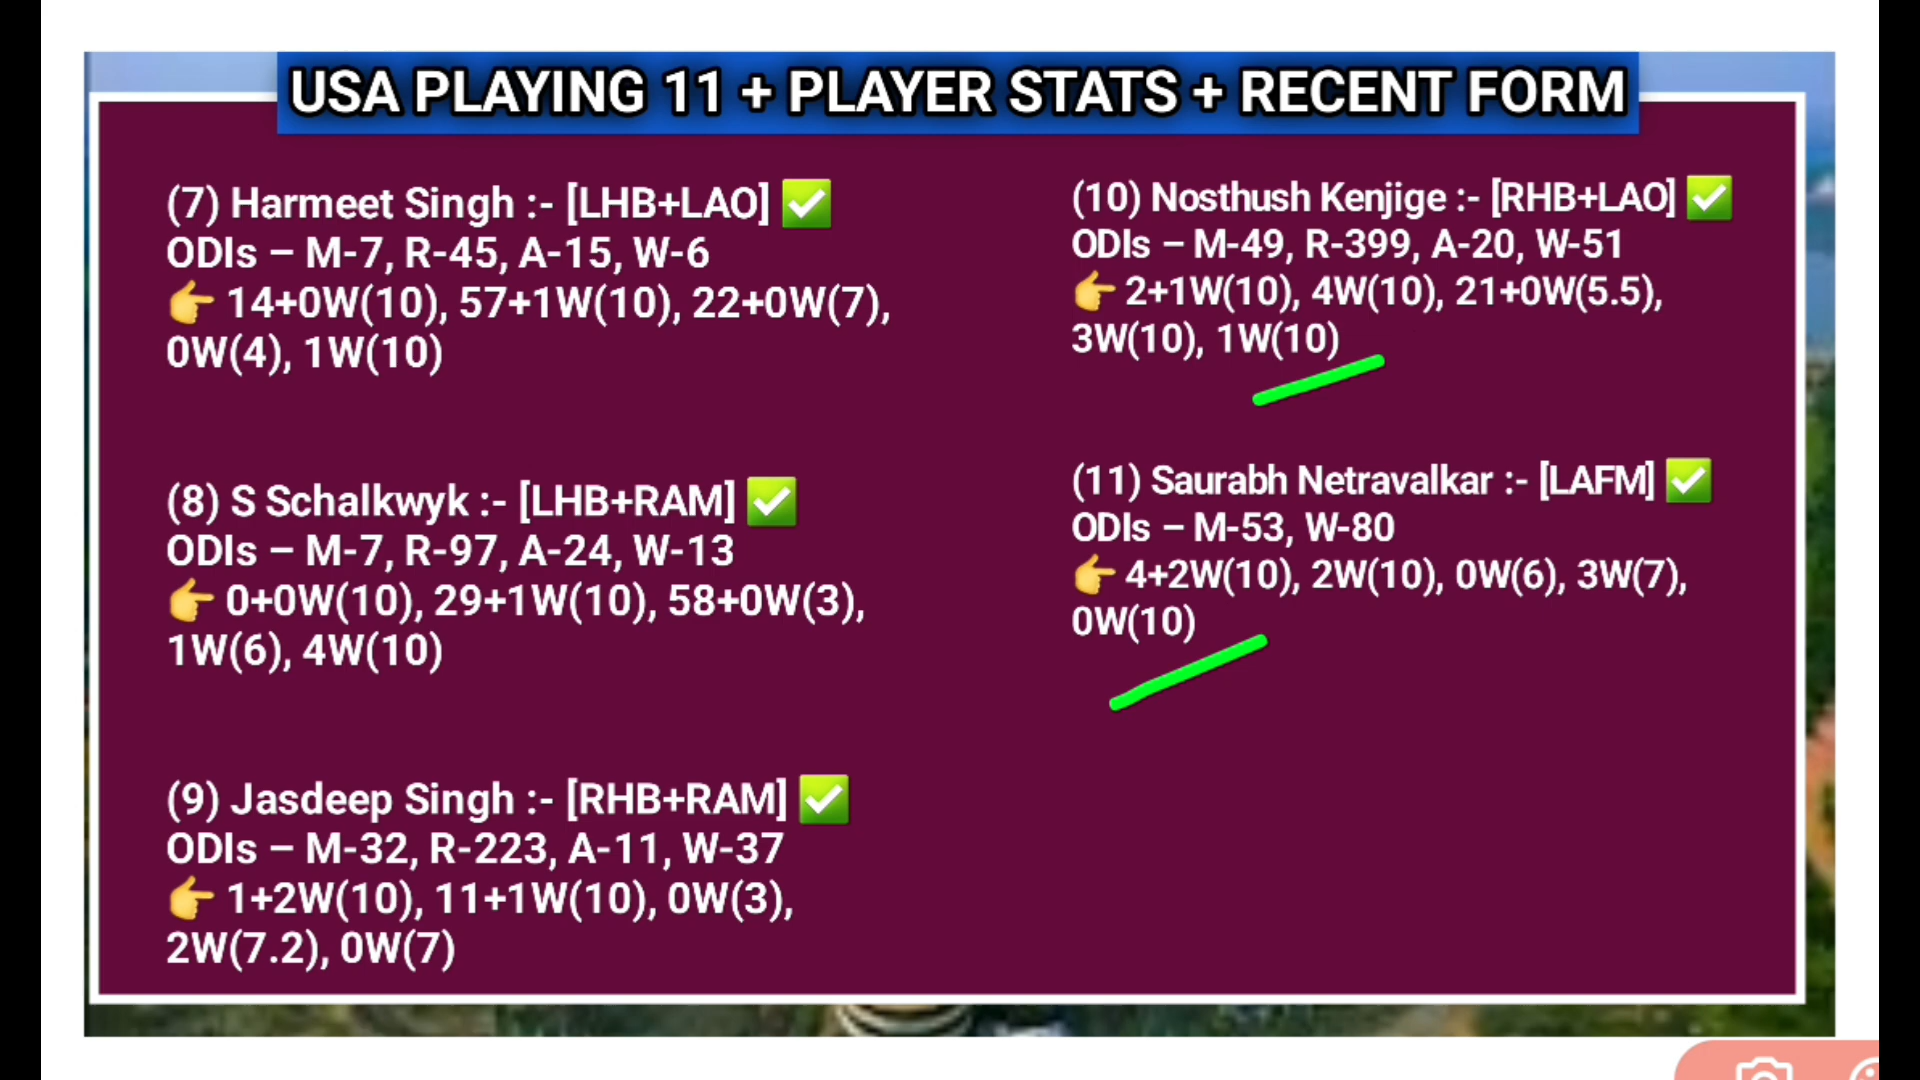 USA PLAYING 11 + PLAYER STATS + RECENT FORM
(7) Harmeet Singh :- [LHB+LAO] ✅
ODIs – M-7, R-45, A-15, W-6
👉 14+0W(10), 57+1W(10), 22+0W(7),
0W(4), 1W(10)
(8) S Schalkwyk :- [LHB+RAM] ✅
ODIs – M-7, R-97, A-24, W-13
👉 0+0W(10), 29+1W(10), 58+0W(3),
1W(6), 4W(10)
(9) Jasdeep Singh :- [RHB+RAM] ✅
ODIs – M-32, R-223, A-11, W-37
👉 1+2W(10), 11+1W(10), 0W(3),
2W(7.2), 0W(7)
(10) Nosthush Kenjige :- [RHB+LAO] ✅
ODIs – M-49, R-399, A-20, W-51
👉 2+1W(10), 4W(10), 21+0W(5.5),
3W(10), 1W(10)
(11) Saurabh Netravalkar :- [LAFM] ✅
ODIs – M-53, W-80
👉 4+2W(10), 2W(10), 0W(6), 3W(7),
0W(10)